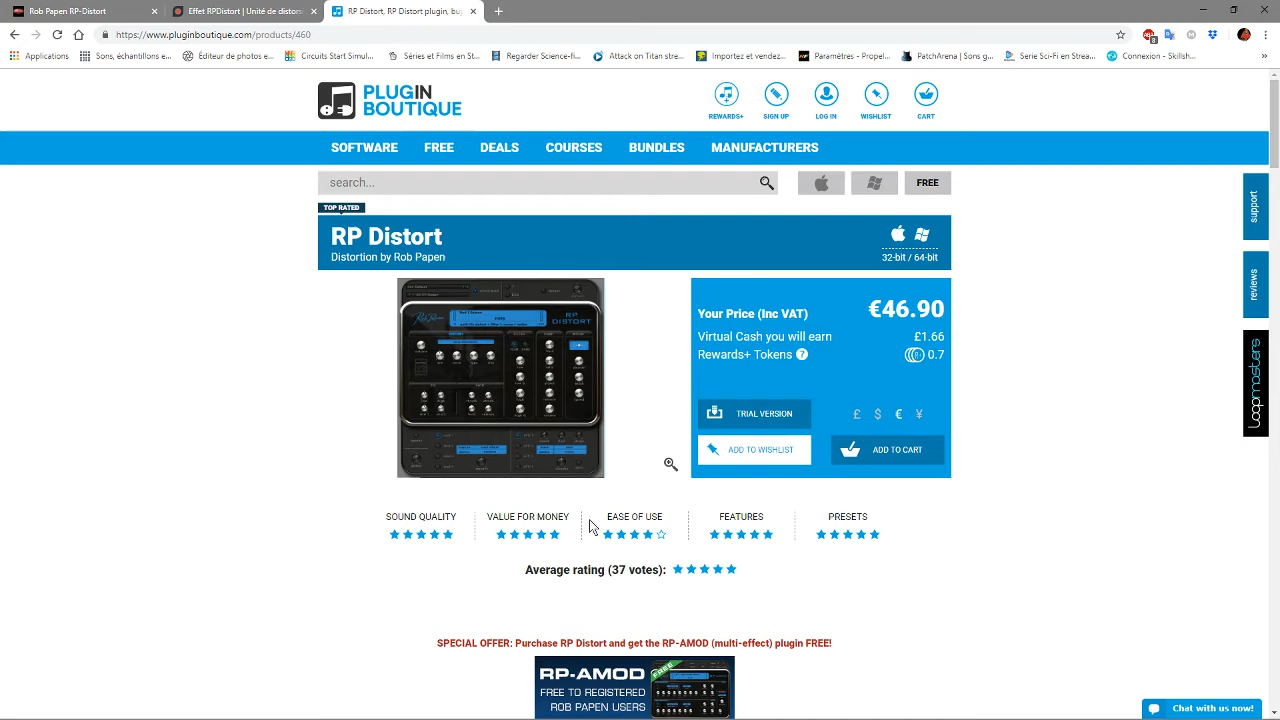 Rob Papen RPDistort
Effet RPDistort | Unité de distors
RP Distort, RP Distort plugin, bu
https://www.pluginboutique.com/products/460
Applications
Sons, échantillons e...
Éditeur de photos e...
Circuits Start Simul...
Séries et Films en St...
Regarder Science-fi...
Attack on Titan strea...
Importez et vendez...
Paramètres - Propel...
PatchArena | Sons g...
Serie Sci-Fi en Strea...
Connexion - Skillsh...
PLUGIN
BOUTIQUE
REWARDS+
SIGN UP
LOG IN
WISHLIST
CART
SOFTWARE
FREE
DEALS
COURSES
BUNDLES
MANUFACTURERS
search...
FREE
TOP RATED
RP Distort
Distortion by Rob Papen
32-bit / 64-bit
Rob Papen
RP DISTORT
Your Price (Inc VAT)
€46.90
Virtual Cash you will earn
£1.66
Rewards+ Tokens ?
0.7
TRIAL VERSION
£ $ € ¥
ADD TO WISHLIST
ADD TO CART
SOUND QUALITY
VALUE FOR MONEY
EASE OF USE
FEATURES
PRESETS
Average rating (37 votes):
SPECIAL OFFER: Purchase RP Distort and get the RP-AMOD (multi-effect) plugin FREE!
RP-AMOD
FREE TO REGISTERED
ROB PAPEN USERS
FREE
support
reviews
loopmasters
Chat with us now!